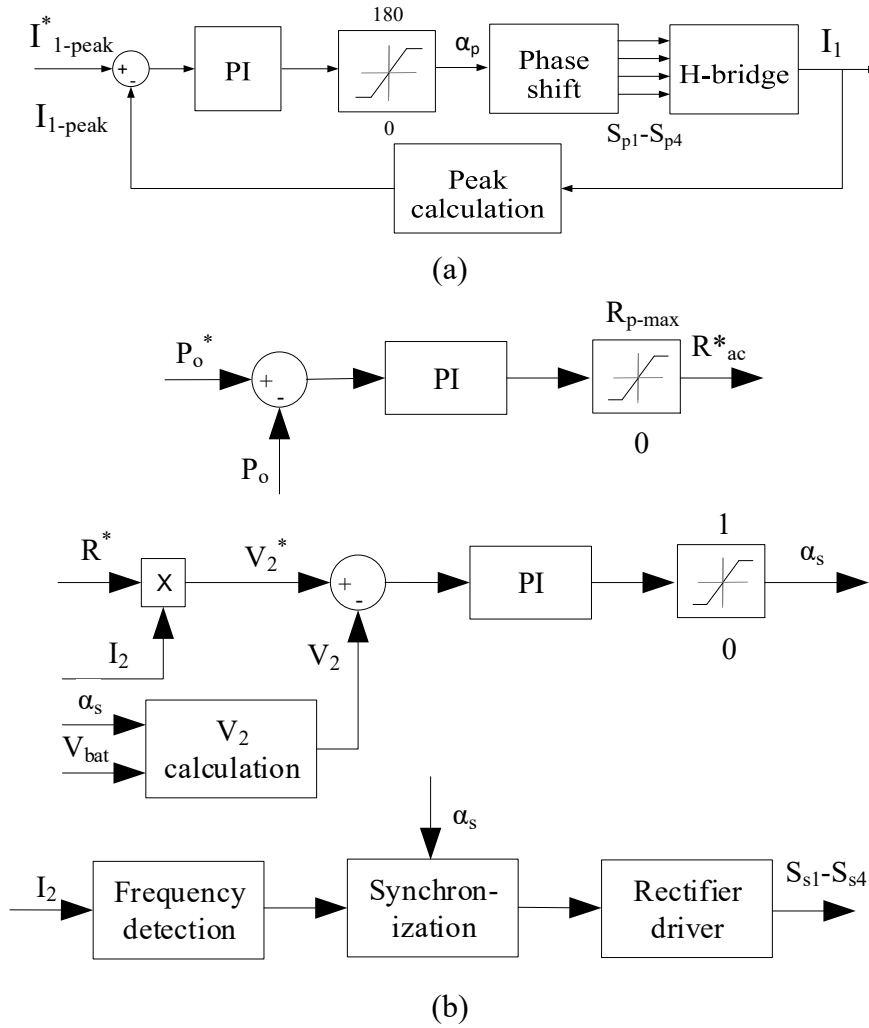 180
I*1-peak
+
-
PI
αp
Phase
shift
H-bridge
I1
I1-peak
0
Sp1-Sp4
Peak
calculation
(a)
Rp-max
Po*
+
-
PI
R*ac
Po
0
1
R*
X
V2*
+
-
PI
αs
I2
V2
0
αs
Vbat
V2
calculation
αs
I2
Frequency
detection
Synchron-
ization
Rectifier
driver
Ss1-Ss4
(b)